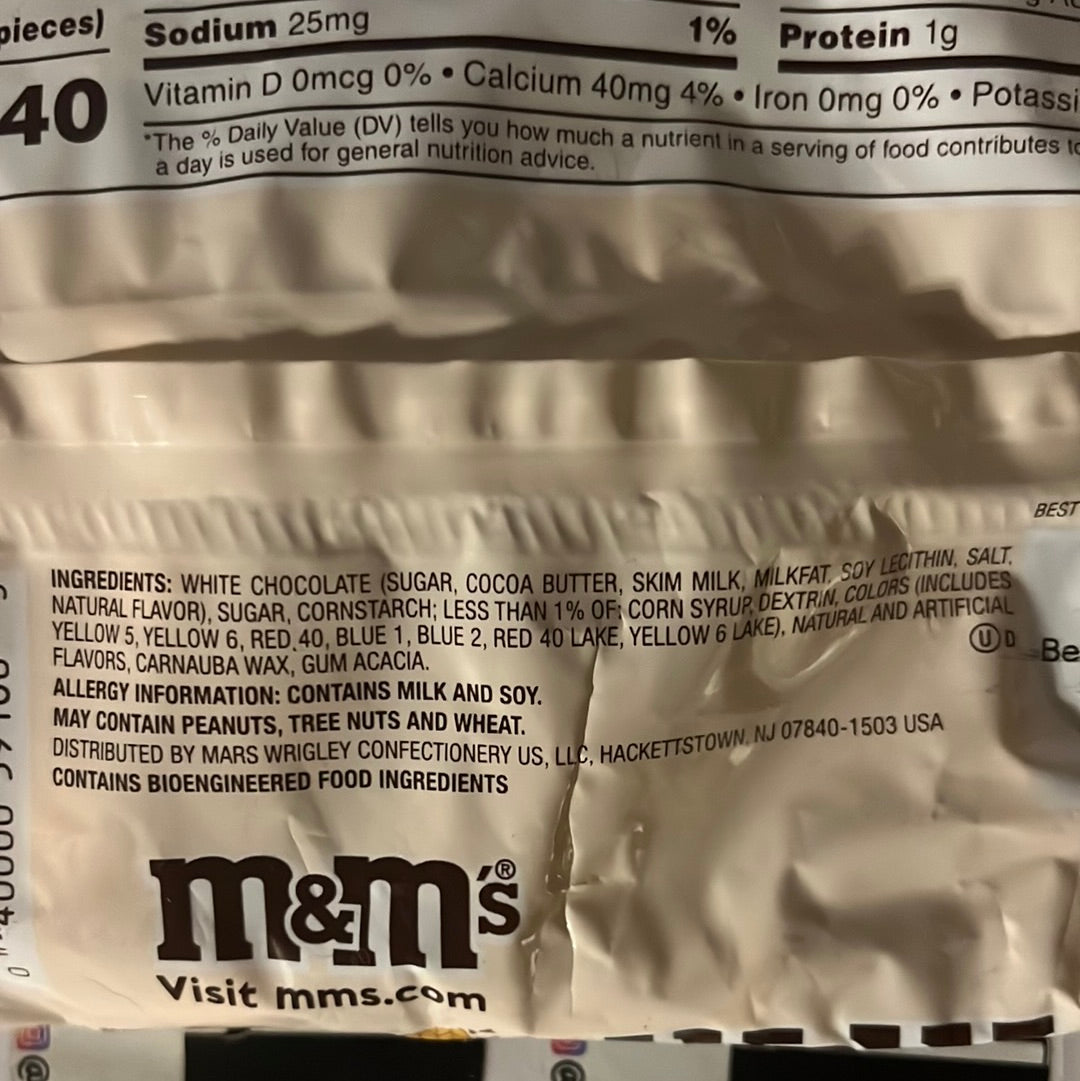 pieces)
40
Sodium 25mg 1%
Protein 1g
Vitamin D 0mcg 0% • Calcium 40mg 4% • Iron 0mg 0% • Potassi
*The % Daily Value (DV) tells you how much a nutrient in a serving of food contributes to
a day is used for general nutrition advice.
BEST
INGREDIENTS: WHITE CHOCOLATE (SUGAR, COCOA BUTTER, SKIM MILK, MILKFAT, SOY LECITHIN, SALT,
NATURAL FLAVOR), SUGAR, CORNSTARCH; LESS THAN 1% OF: CORN SYRUP, DEXTRIN, COLORS (INCLUDES
YELLOW 5, YELLOW 6, RED 40, BLUE 1, BLUE 2, RED 40 LAKE, YELLOW 6 LAKE), NATURAL AND ARTIFICIAL
FLAVORS, CARNAUBA WAX, GUM ACACIA.
U D
Be
ALLERGY INFORMATION: CONTAINS MILK AND SOY.
MAY CONTAIN PEANUTS, TREE NUTS AND WHEAT.
DISTRIBUTED BY MARS WRIGLEY CONFECTIONERY US, LLC, HACKETTSTOWN, NJ 07840-1503 USA
CONTAINS BIOENGINEERED FOOD INGREDIENTS
m&m's®
Visit mms.com
@
@